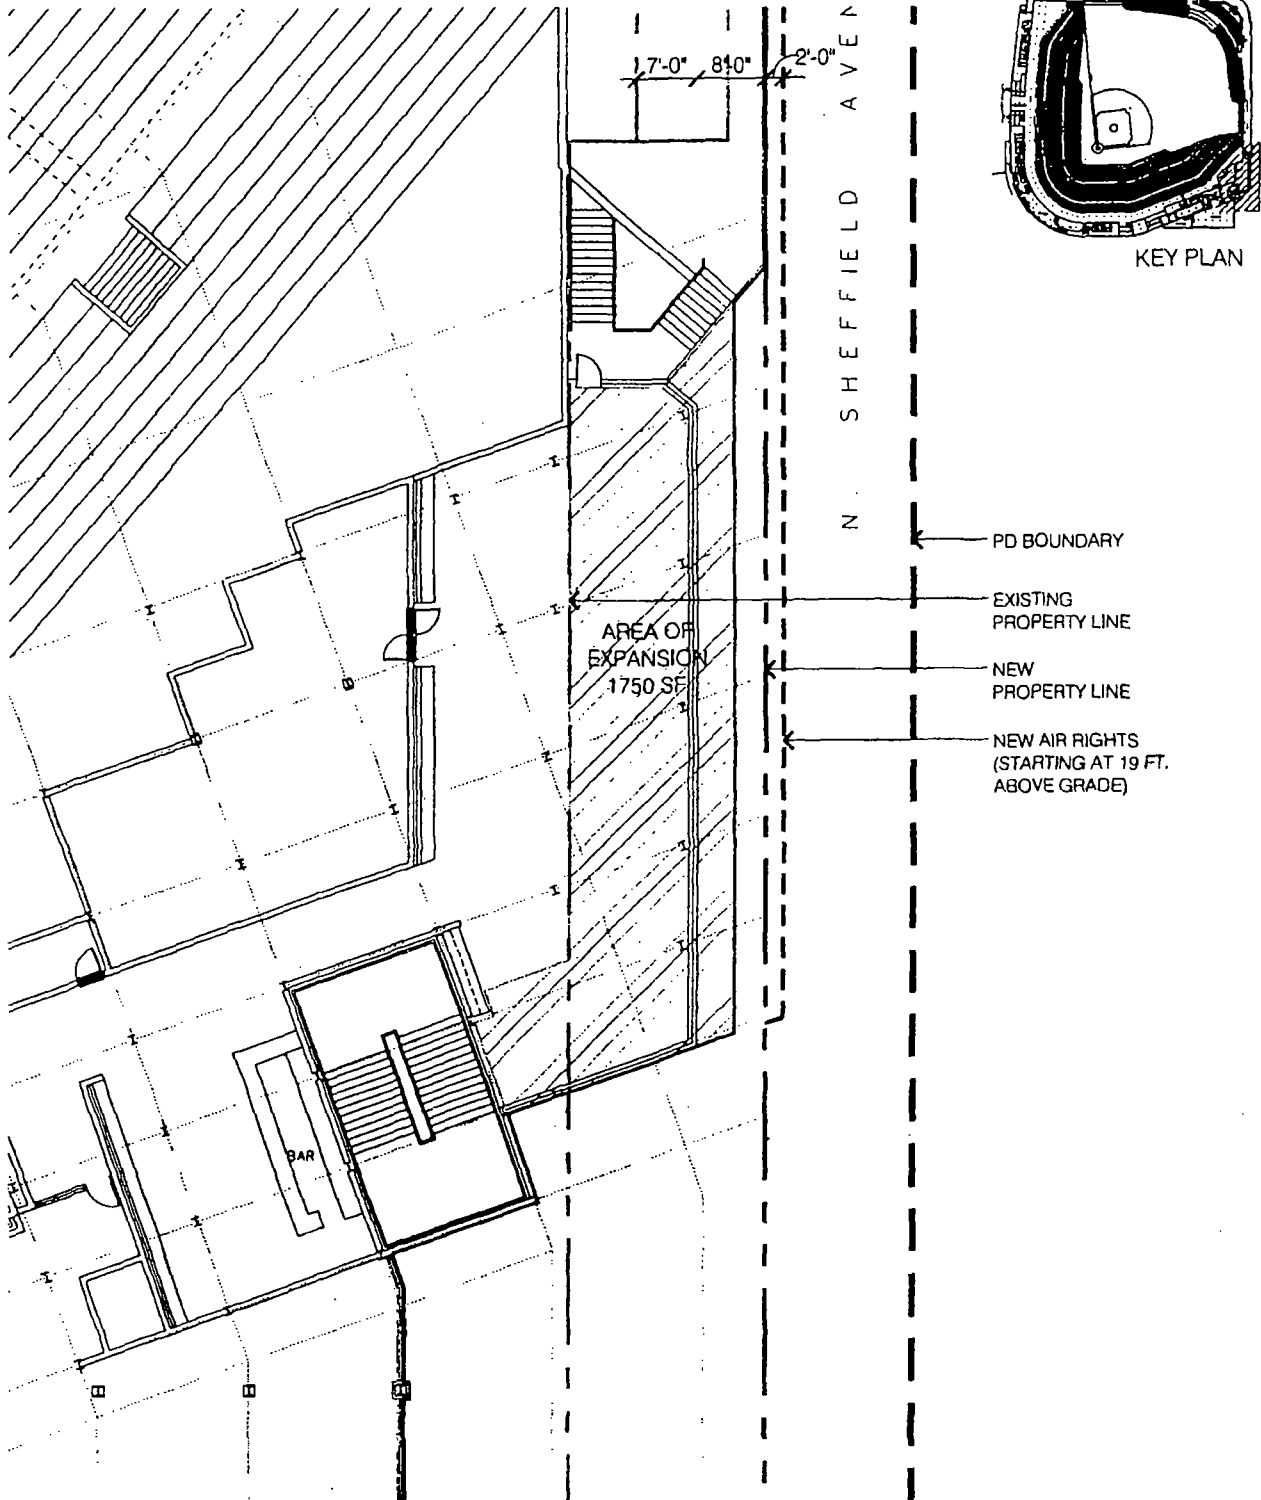 7'-0" 8'-0" 2'-0"
N. SHEFFIELD AVEN
KEY PLAN
PD BOUNDARY
EXISTING
PROPERTY LINE
AREA OF
EXPANSION
1750 SF
NEW
PROPERTY LINE
NEW AIR RIGHTS
(STARTING AT 19 FT.
ABOVE GRADE)
BAR